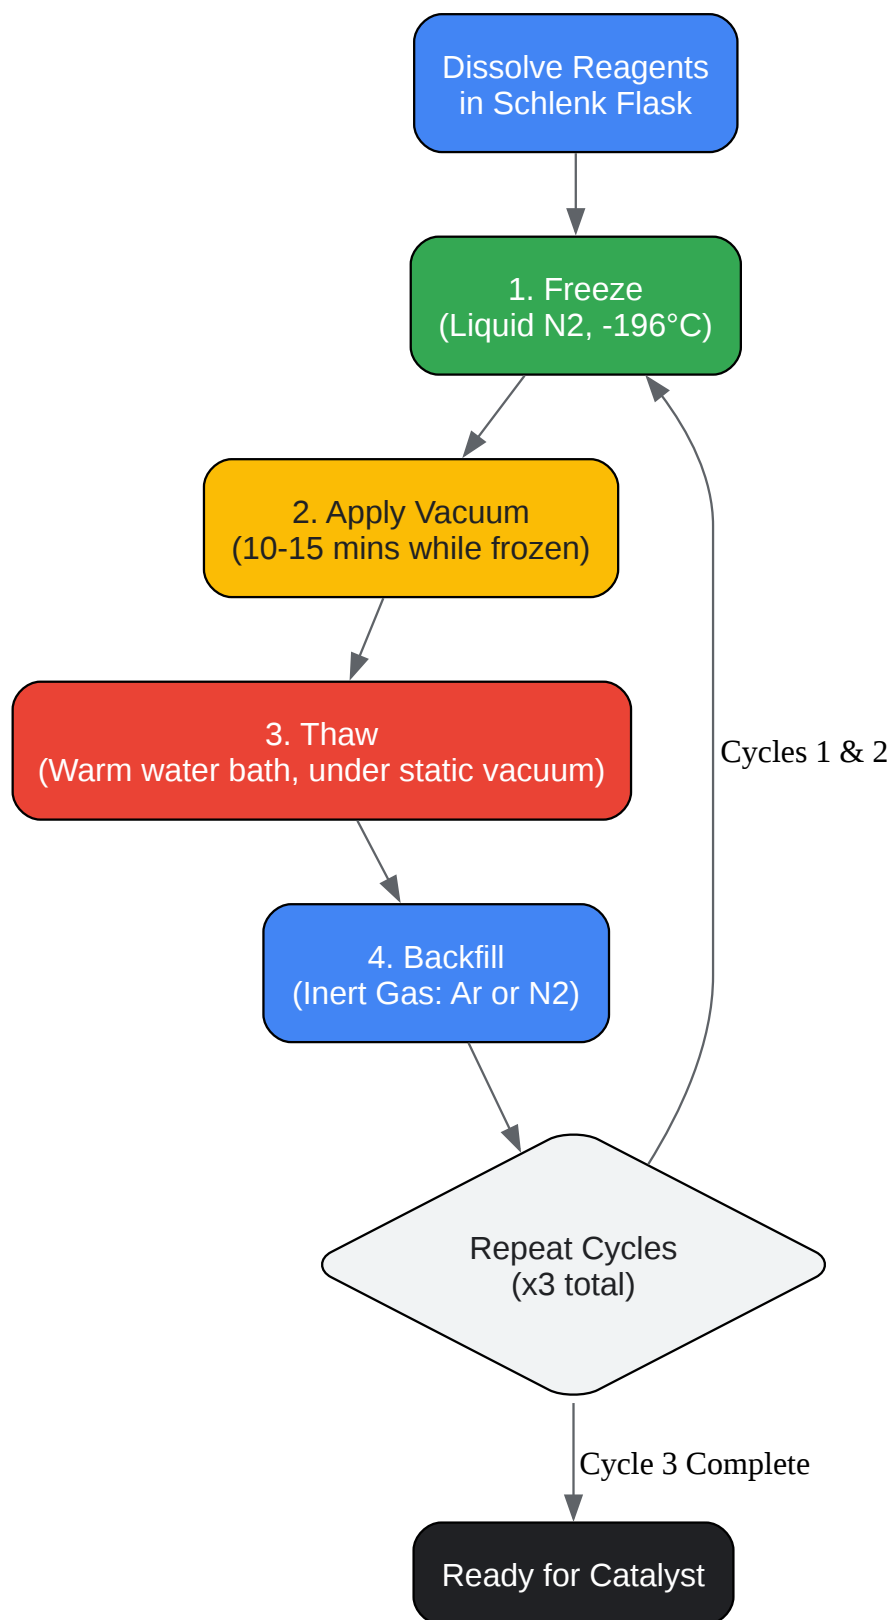 Dissolve Reagents
in Schlenk Flask
1. Freeze
(Liquid N2, -196°C)
2. Apply Vacuum
(10-15 mins while frozen)
3. Thaw
(Warm water bath, under static vacuum)
Cycles 1 & 2
4. Backfill
(Inert Gas: Ar or N2)
Repeat Cycles
(x3 total)
Cycle 3 Complete
Ready for Catalyst